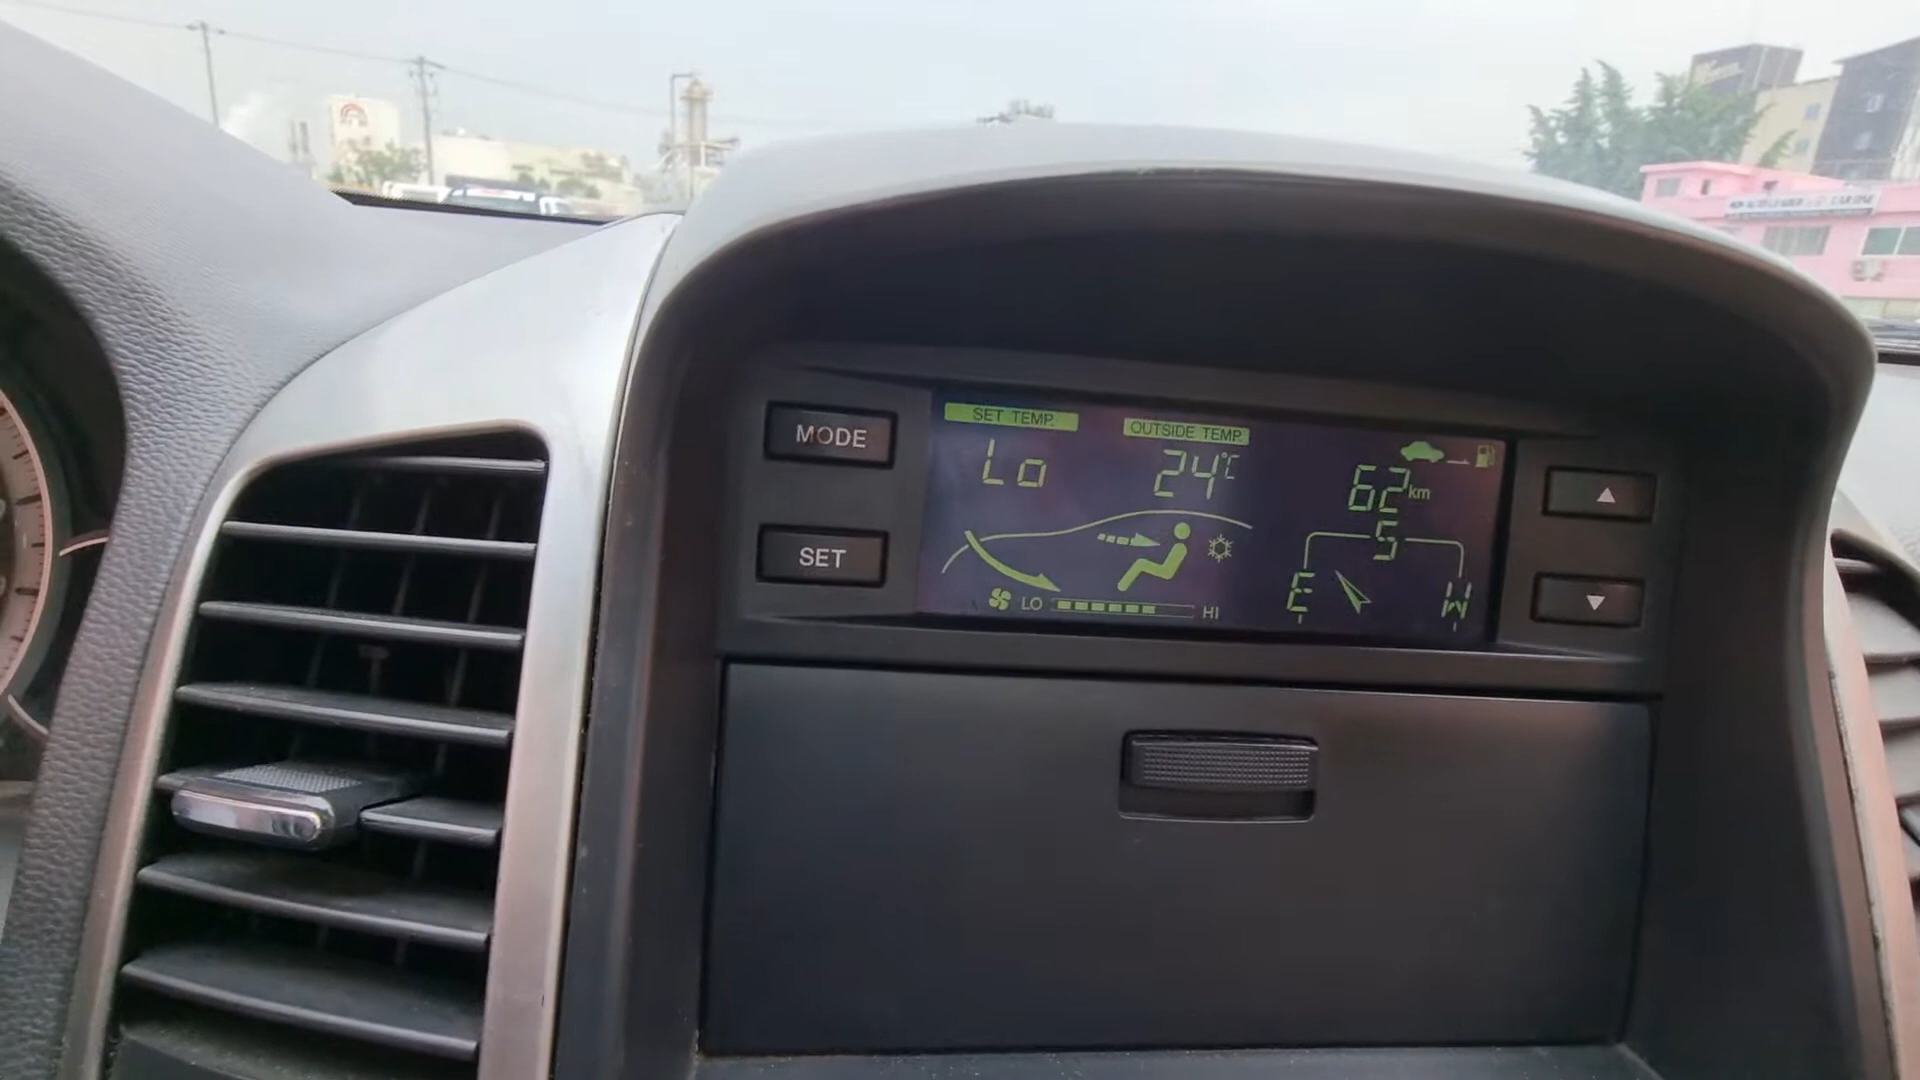 MODE
SET
SET TEMP.
Lo
OUTSIDE TEMP.
24°C
62km
S
E
W
LO
HI